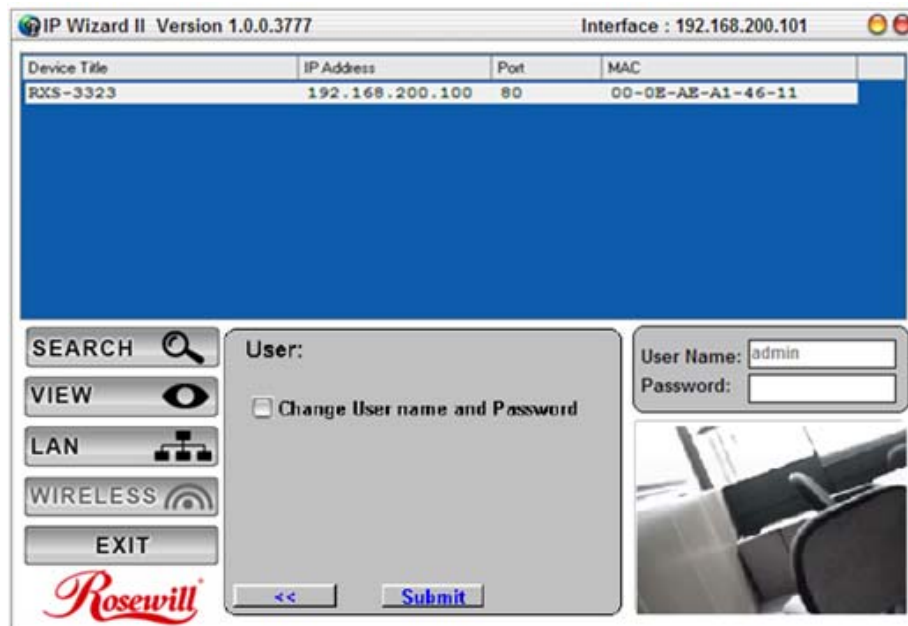 IP Wizard II Version 1.0.0.3777 Interface : 192.168.200.101
Device Title IP Address Port MAC
RXS-3323 192.168.200.100 80 00-0E-AE-A1-46-11
SEARCH
VIEW
LAN
WIRELESS
EXIT
Rosewill
User:
Change User name and Password
<< Submit
User Name: admin
Password: